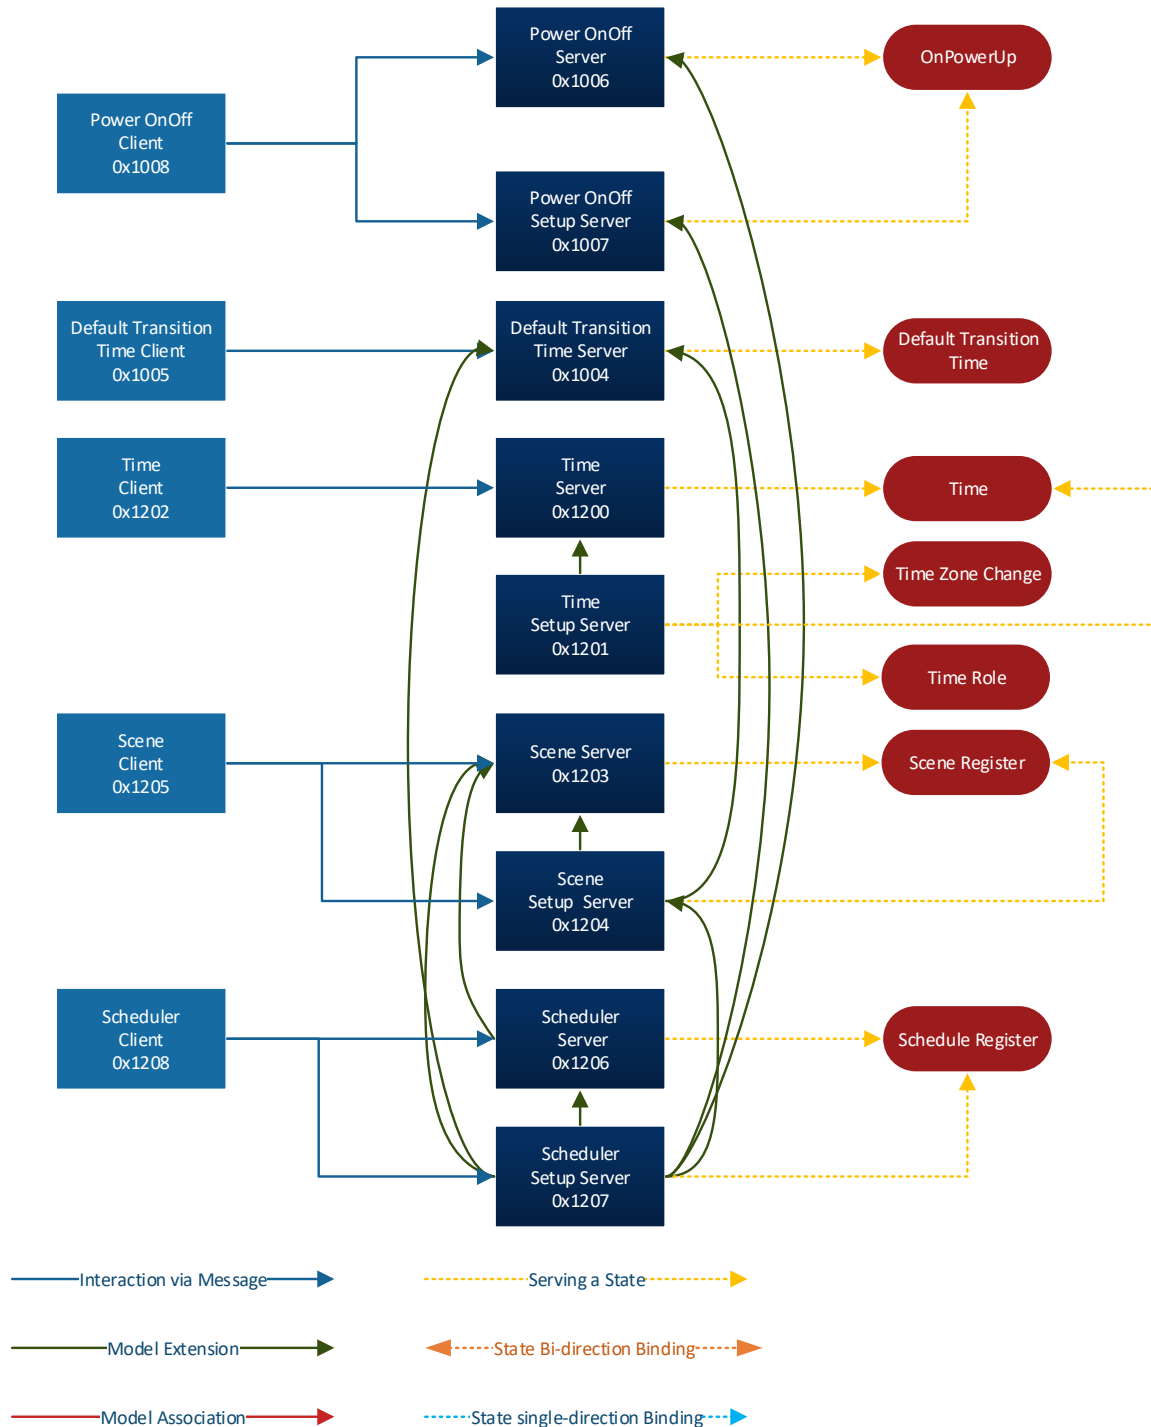 Power OnOff
Server
0x1006
OnPowerUp
Power OnOff
Client
0x1008
Power OnOff
Setup Server
0x1007
Default Transition
Time Client
0x1005
Default Transition
Time Server
0x1004
Default Transition
Time
Time
Client
0x1202
Time
Server
0x1200
Time
Time Zone Change
Time
Setup Server
0x1201
Time Role
Scene
Client
0x1205
Scene Server
0x1203
Scene Register
Scene
Setup Server
0x1204
Scheduler
Client
0x1208
Scheduler
Server
0x1206
Schedule Register
Scheduler
Setup Server
0x1207
Interaction via Message
Serving a State
Model Extension
State Bi-direction Binding
Model Association
State single-direction Binding